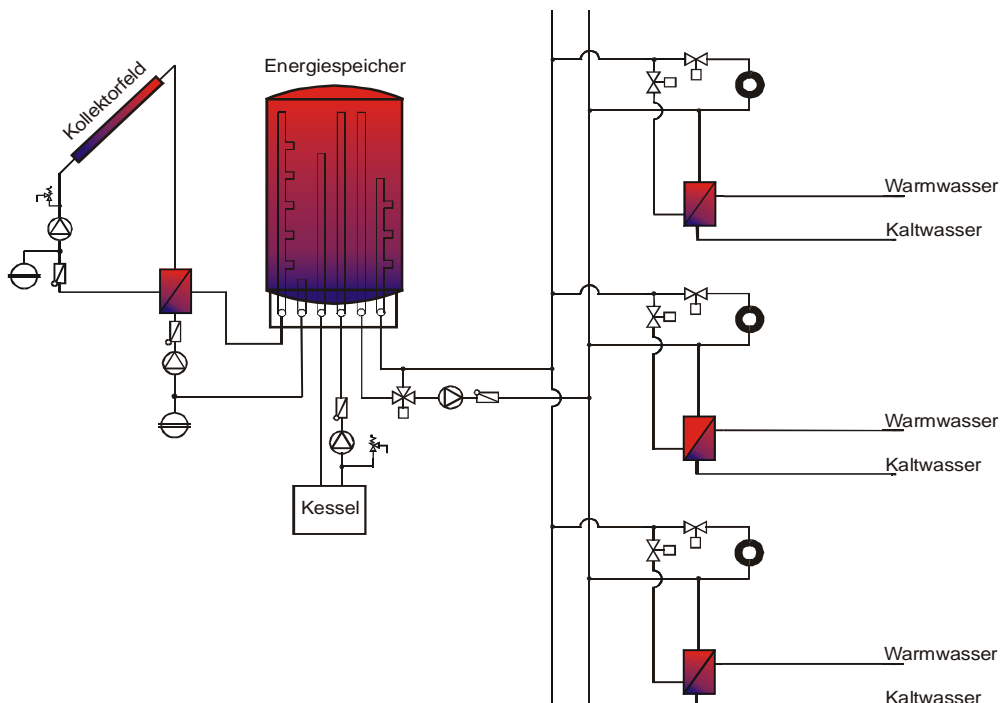 Energiespeicher
Kollektorfeld
Warmwasser
Kaltwasser
Warmwasser
Kaltwasser
Kessel
Warmwasser
Kaltwasser